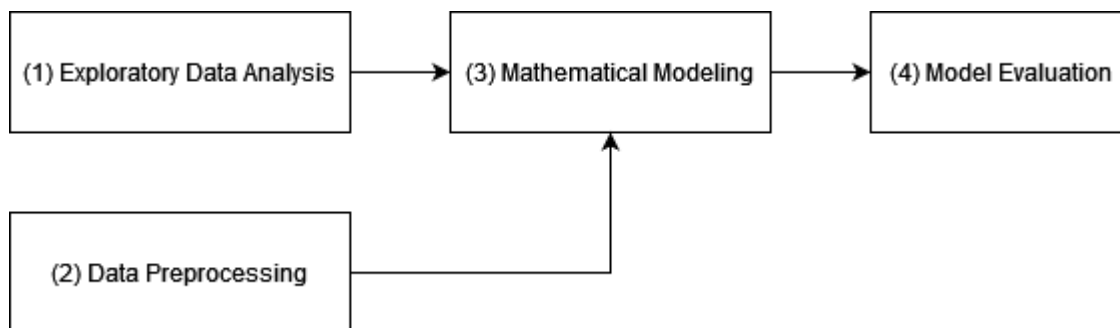 (1) Exploratory Data Analysis
(3) Mathematical Modeling
(4) Model Evaluation
(2) Data Preprocessing